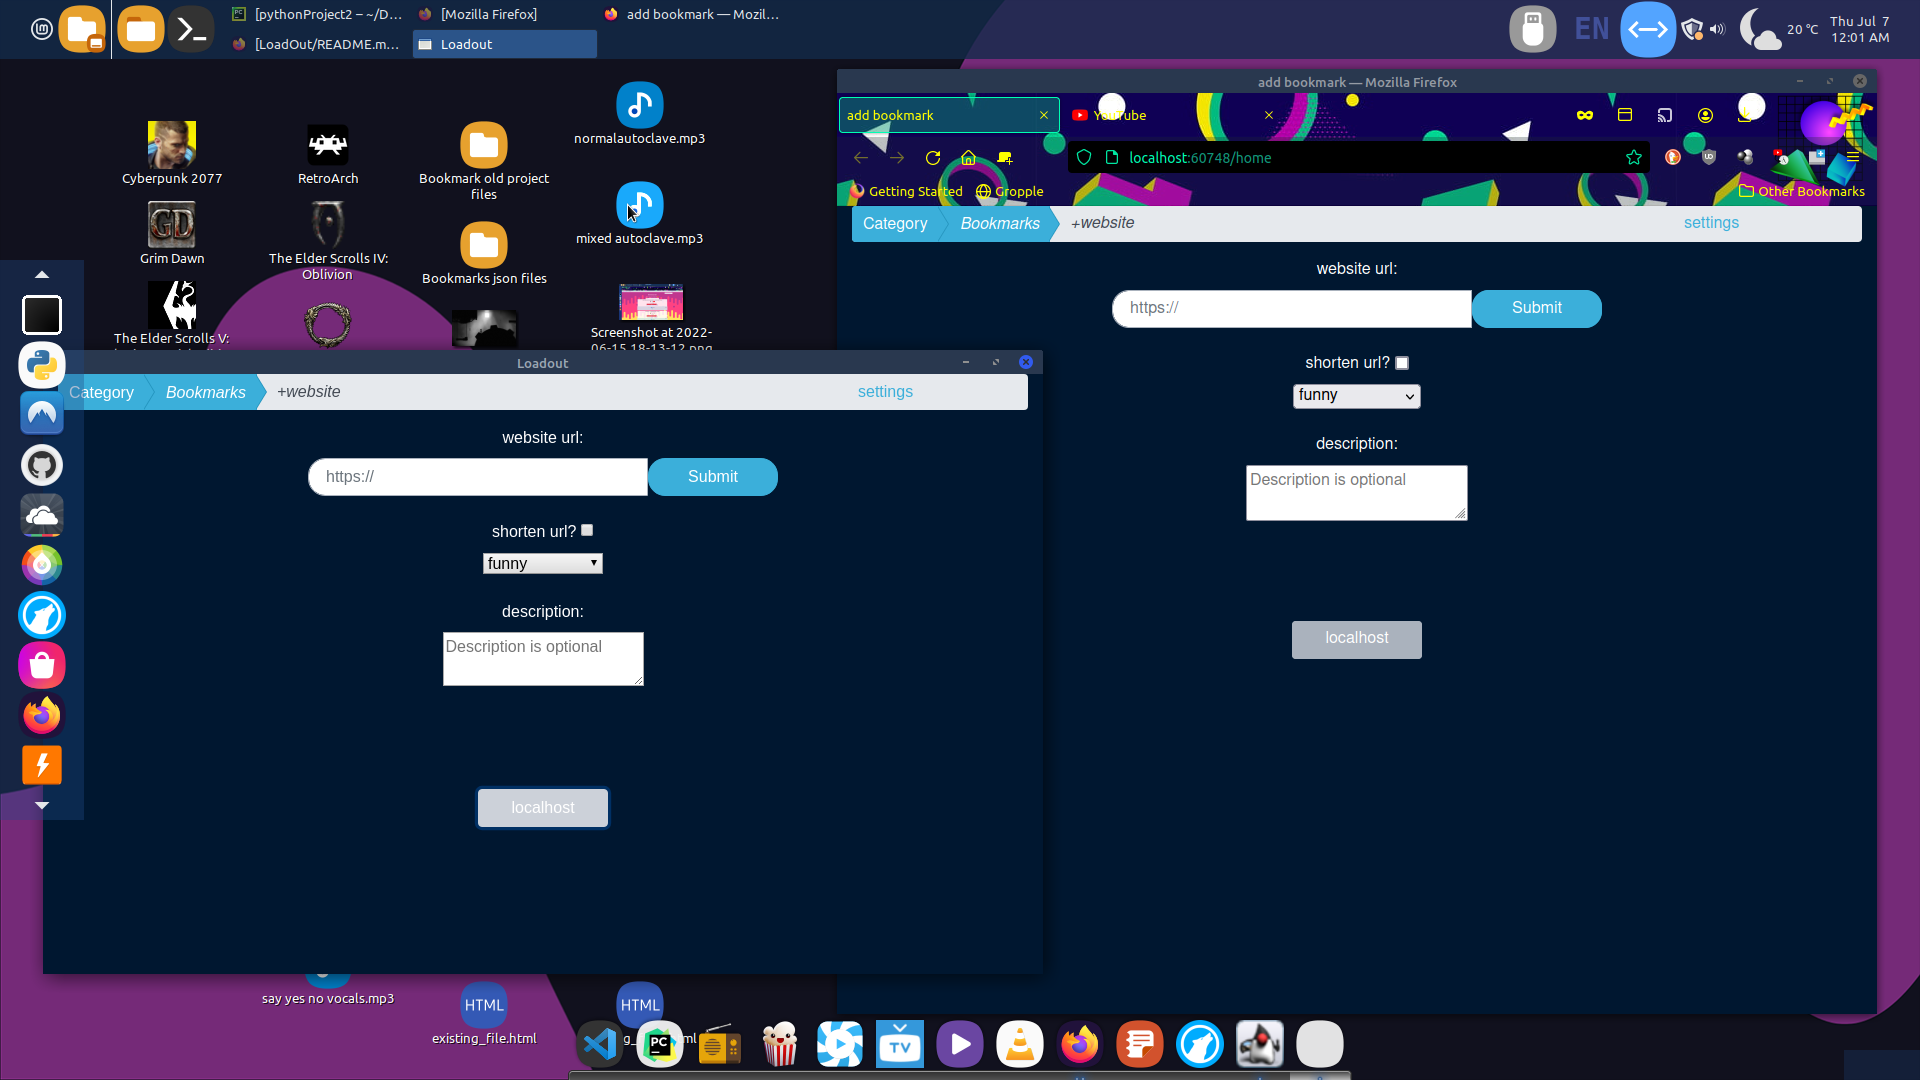 [pythonProject2 – ~/D...
[Mozilla Firefox]
add bookmark — Mozil...
[LoadOut/README.m...
Loadout
EN
20 °C
Thu Jul 7
12:01 AM
normalautoclave.mp3
Cyberpunk 2077
RetroArch
Bookmark old project
files
mixed autoclave.mp3
GD
Grim Dawn
The Elder Scrolls IV:
Oblivion
Bookmarks json files
The Elder Scrolls V:
Screenshot at 2022-
06-15 18-13-12.png
add bookmark — Mozilla Firefox
add bookmark
YouTube
localhost:60748/home
Getting Started
Gropple
Other Bookmarks
Category
Bookmarks
+website
settings
website url:
https://
Submit
shorten url?
funny
description:
Description is optional
localhost
Loadout
Category
Bookmarks
+website
settings
website url:
https://
Submit
shorten url?
funny
description:
Description is optional
localhost
say yes no vocals.mp3
HTML
existing_file.html
HTML
PC
TV